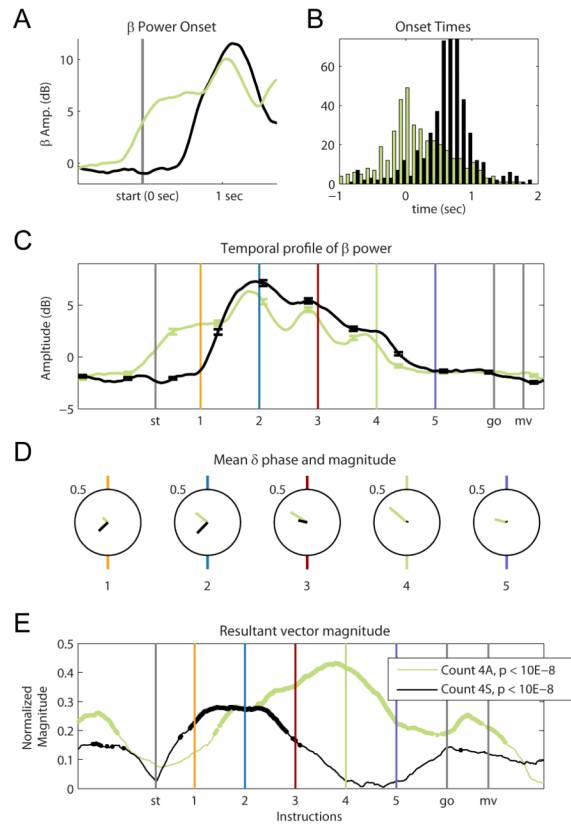 A
β Power Onset
β Amp. (dB)
10
5
0
start (0 sec)
1 sec
B
Onset Times
60
40
20
0
−1
0
1
2
time (sec)
C
Temporal profile of β power
Ampltiude (dB)
5
0
−5
st
1
2
3
4
5
go
mv
D
Mean δ phase and magnitude
0.5
0.5
0.5
0.5
0.5
1
2
3
4
5
E
Resultant vector magnitude
Normalized
Magnitude
0.5
0.4
0.3
0.2
0.1
0
Count 4A, p < 10E−8
Count 4S, p < 10E−8
st
1
2
3
4
5
go
mv
Instructions